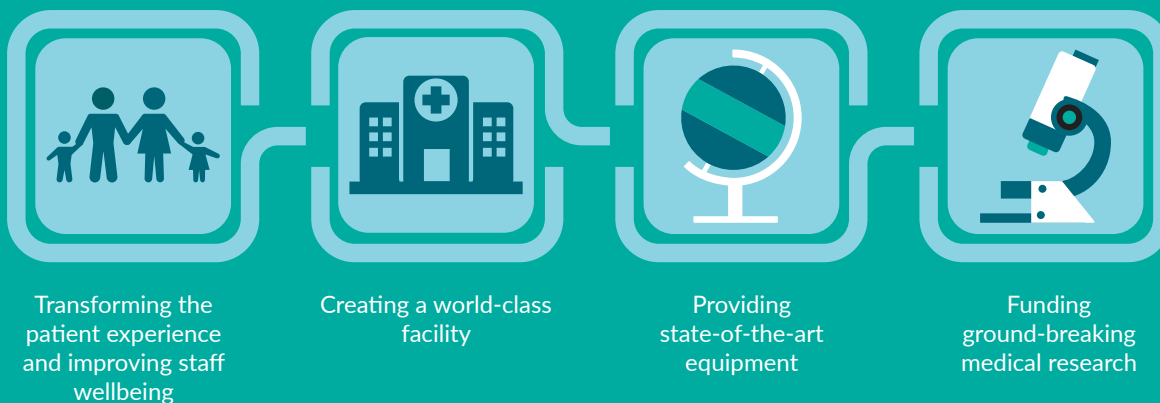 Transforming the
patient experience
and improving staff
wellbeing
Creating a world-class
facility
Providing
state-of-the-art
equipment
Funding
ground-breaking
medical research